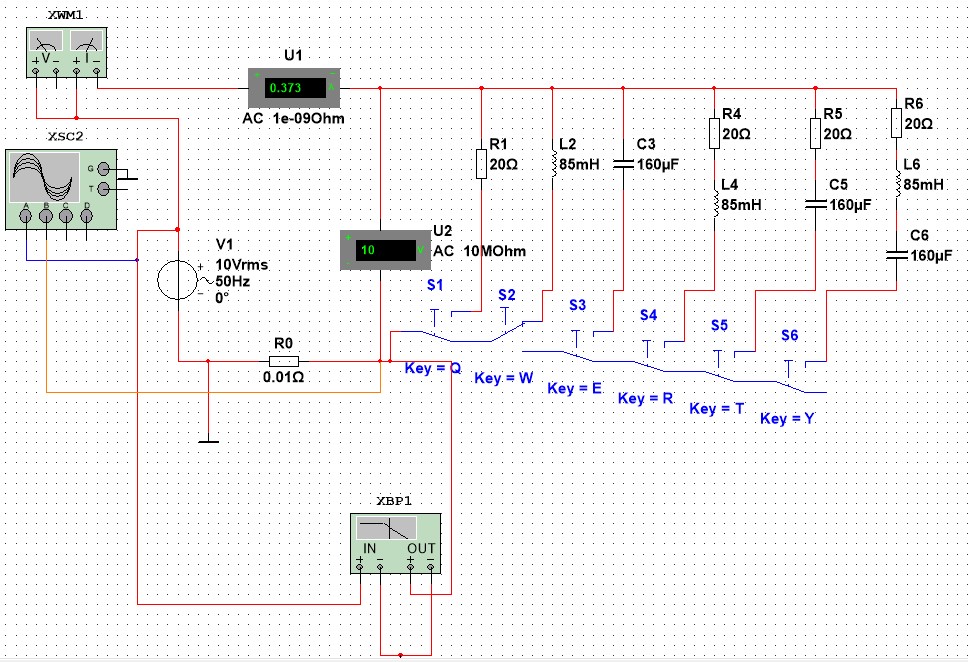 XWM1
V
I
+ − + −
XSC2
G
T
A B C D
U1
0.373
AC 1e-09Ohm
V1
10Vrms
50Hz
0°
R0
0.01Ω
U2
10
V
AC 10MOhm
R1
20Ω
L2
85mH
C3
160µF
R4
20Ω
L4
85mH
R5
20Ω
C5
160µF
R6
20Ω
L6
85mH
C6
160µF
S1
Key = Q
S2
Key = W
S3
Key = E
S4
Key = R
S5
Key = T
S6
Key = Y
XBP1
IN OUT
+ − + −